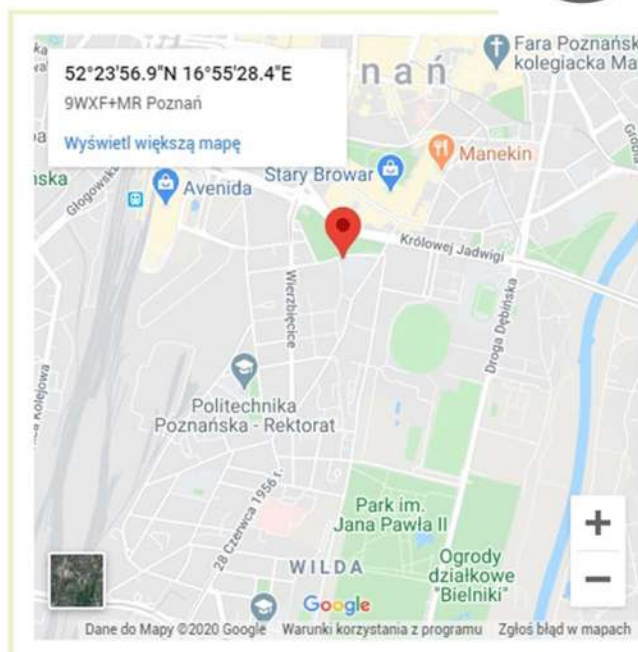 52°23'56.9"N 16°55'28.4"E
9WXF+MR Poznań
Wyświetl większą mapę
nań
Fara Poznańsk
kolegiacka Ma
Manekin
Stary Browar
Avenida
Głogowska
ńska
Królowej Jadwigi
Wierzbięcice
Droga Dębińska
Politechnika
Poznańska - Rektorat
Kolejowa
28 Czerwca 1956 r.
Park im.
Jana Pawła II
WILDA
Ogrody
działkowe
"Bielniki"
+
−
Google
Dane do Mapy ©2020 Google Warunki korzystania z programu Zgłoś błąd w mapach